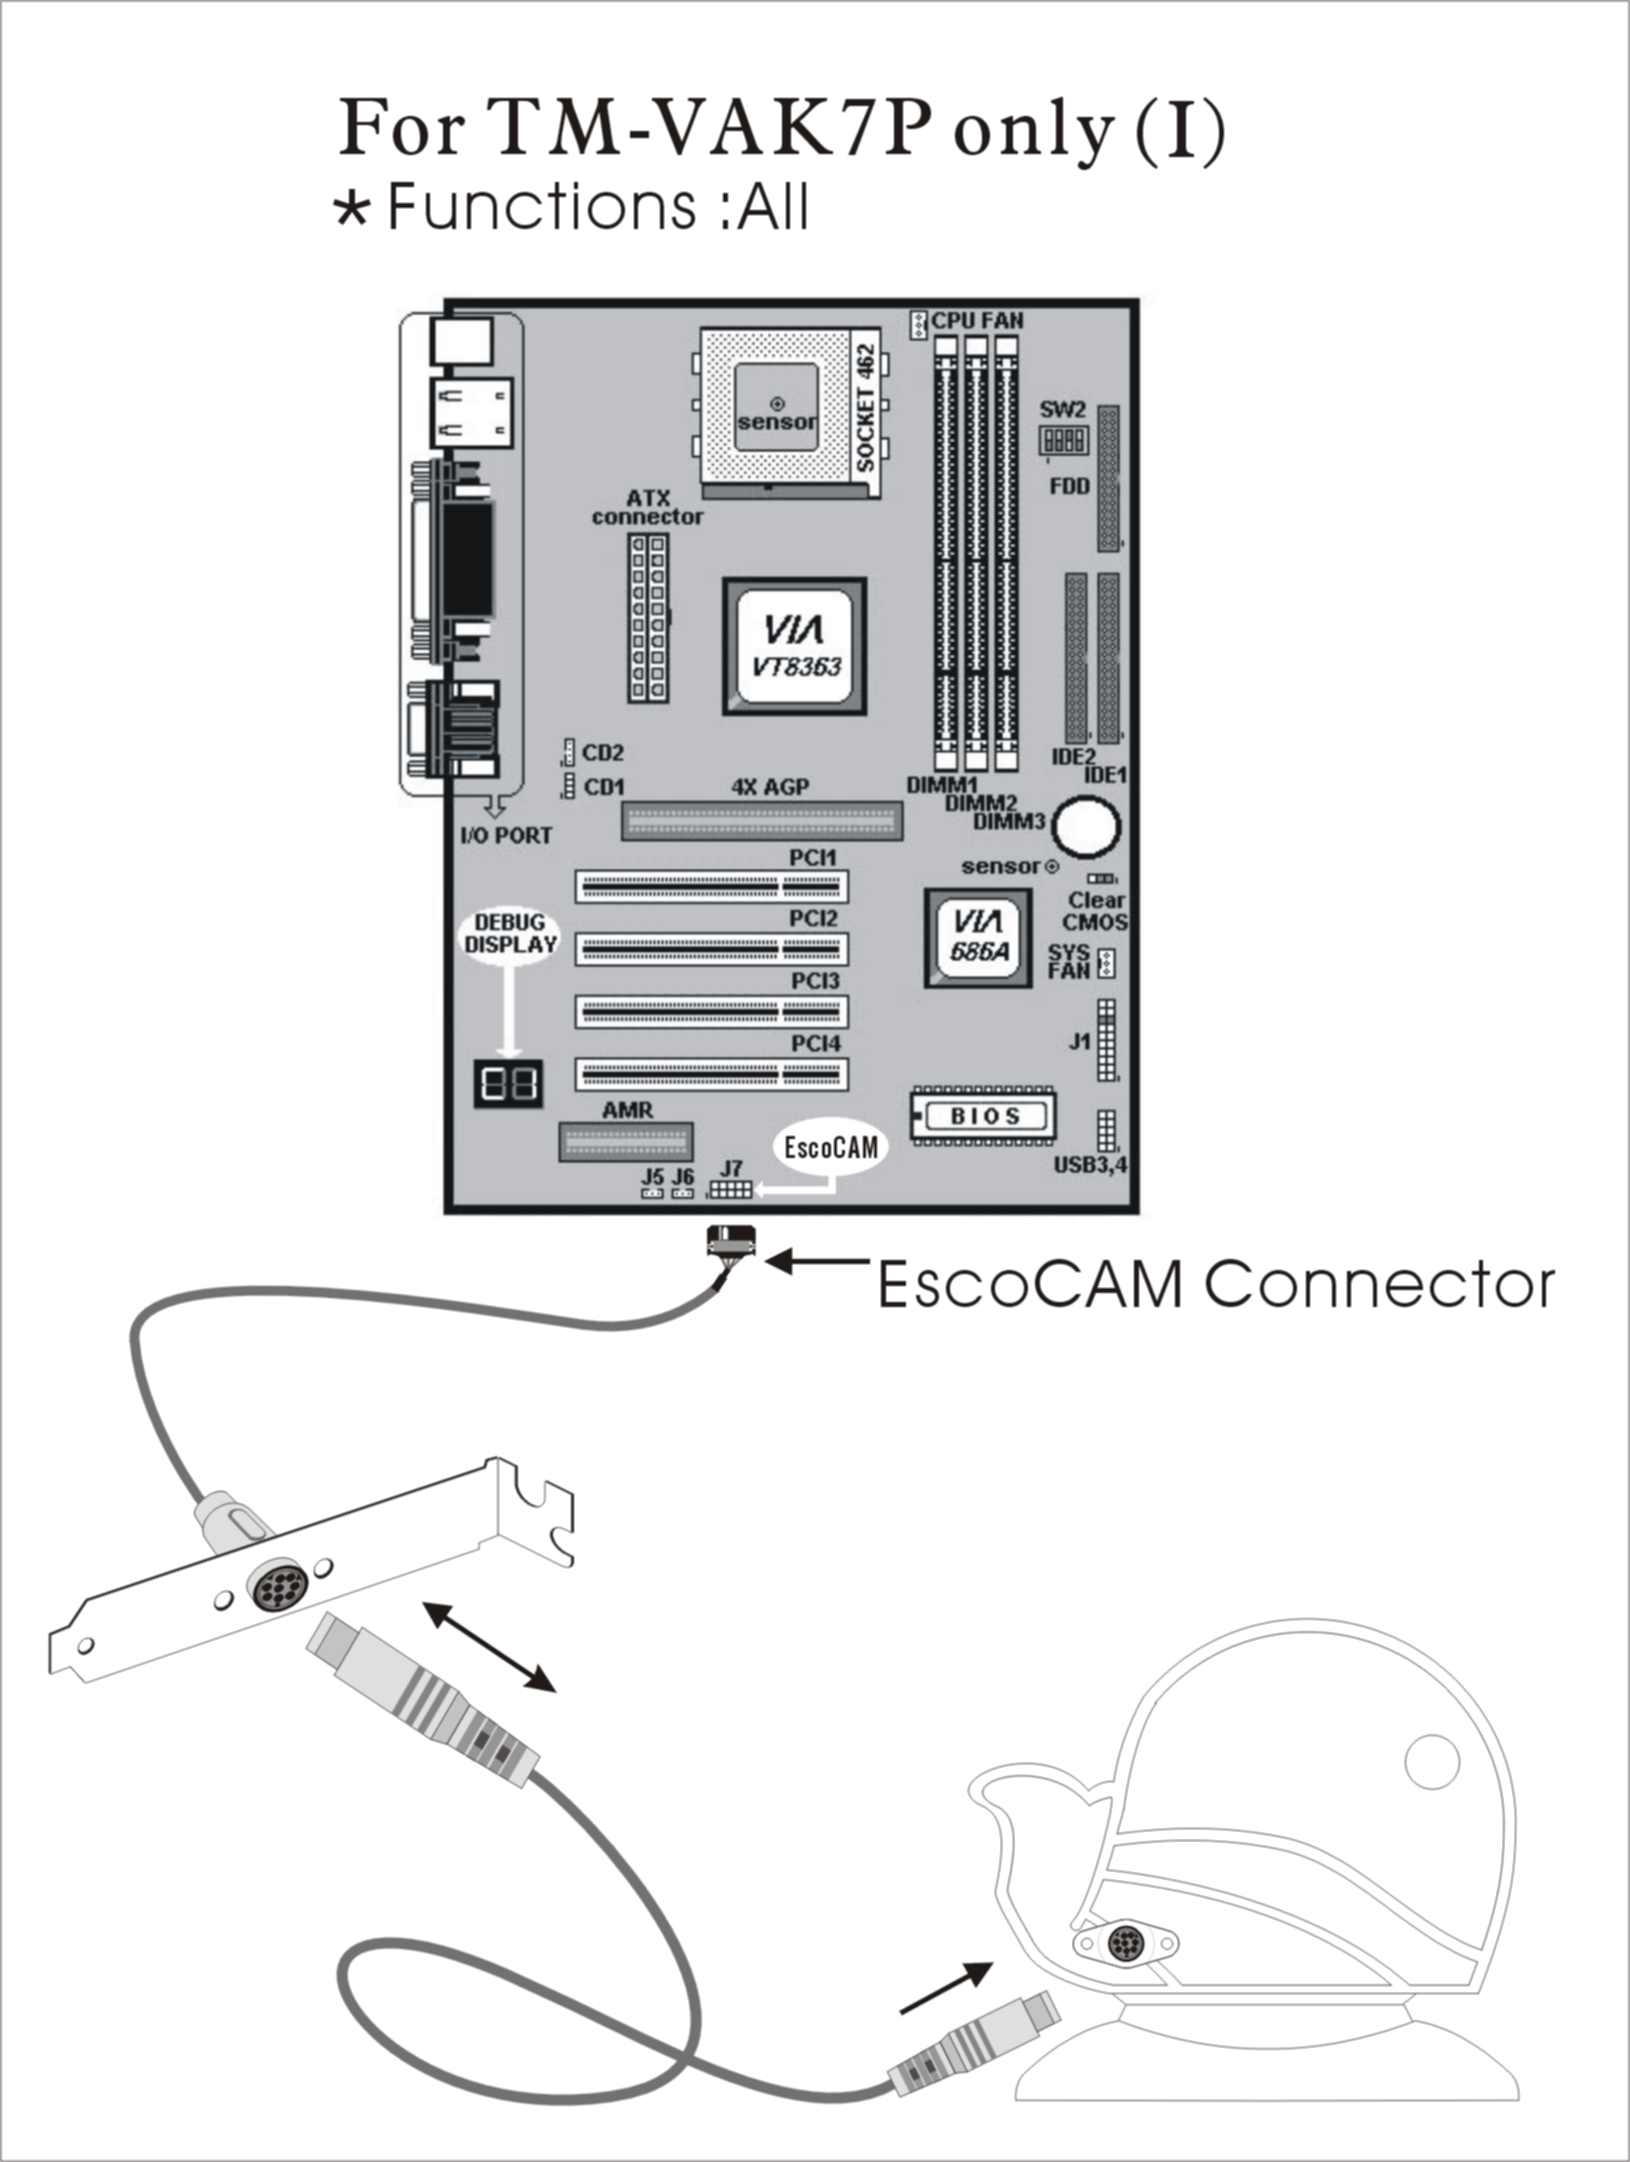 For TM-VAK7P only (I)
* Functions :All
CPU FAN
SOCKET 462
sensor
SW2
FDD
ATX
connector
VIA
VT8363
CD2
CD1
4X AGP
IDE2
IDE1
DIMM1
DIMM2
DIMM3
I/O PORT
PCI1
sensor
Clear
CMOS
DEBUG
DISPLAY
PCI2
VIA
686A
SYS
FAN
PCI3
J1
PCI4
AMR
BIOS
EscoCAM
J5 J6 J7
USB3,4
EscoCAM Connector